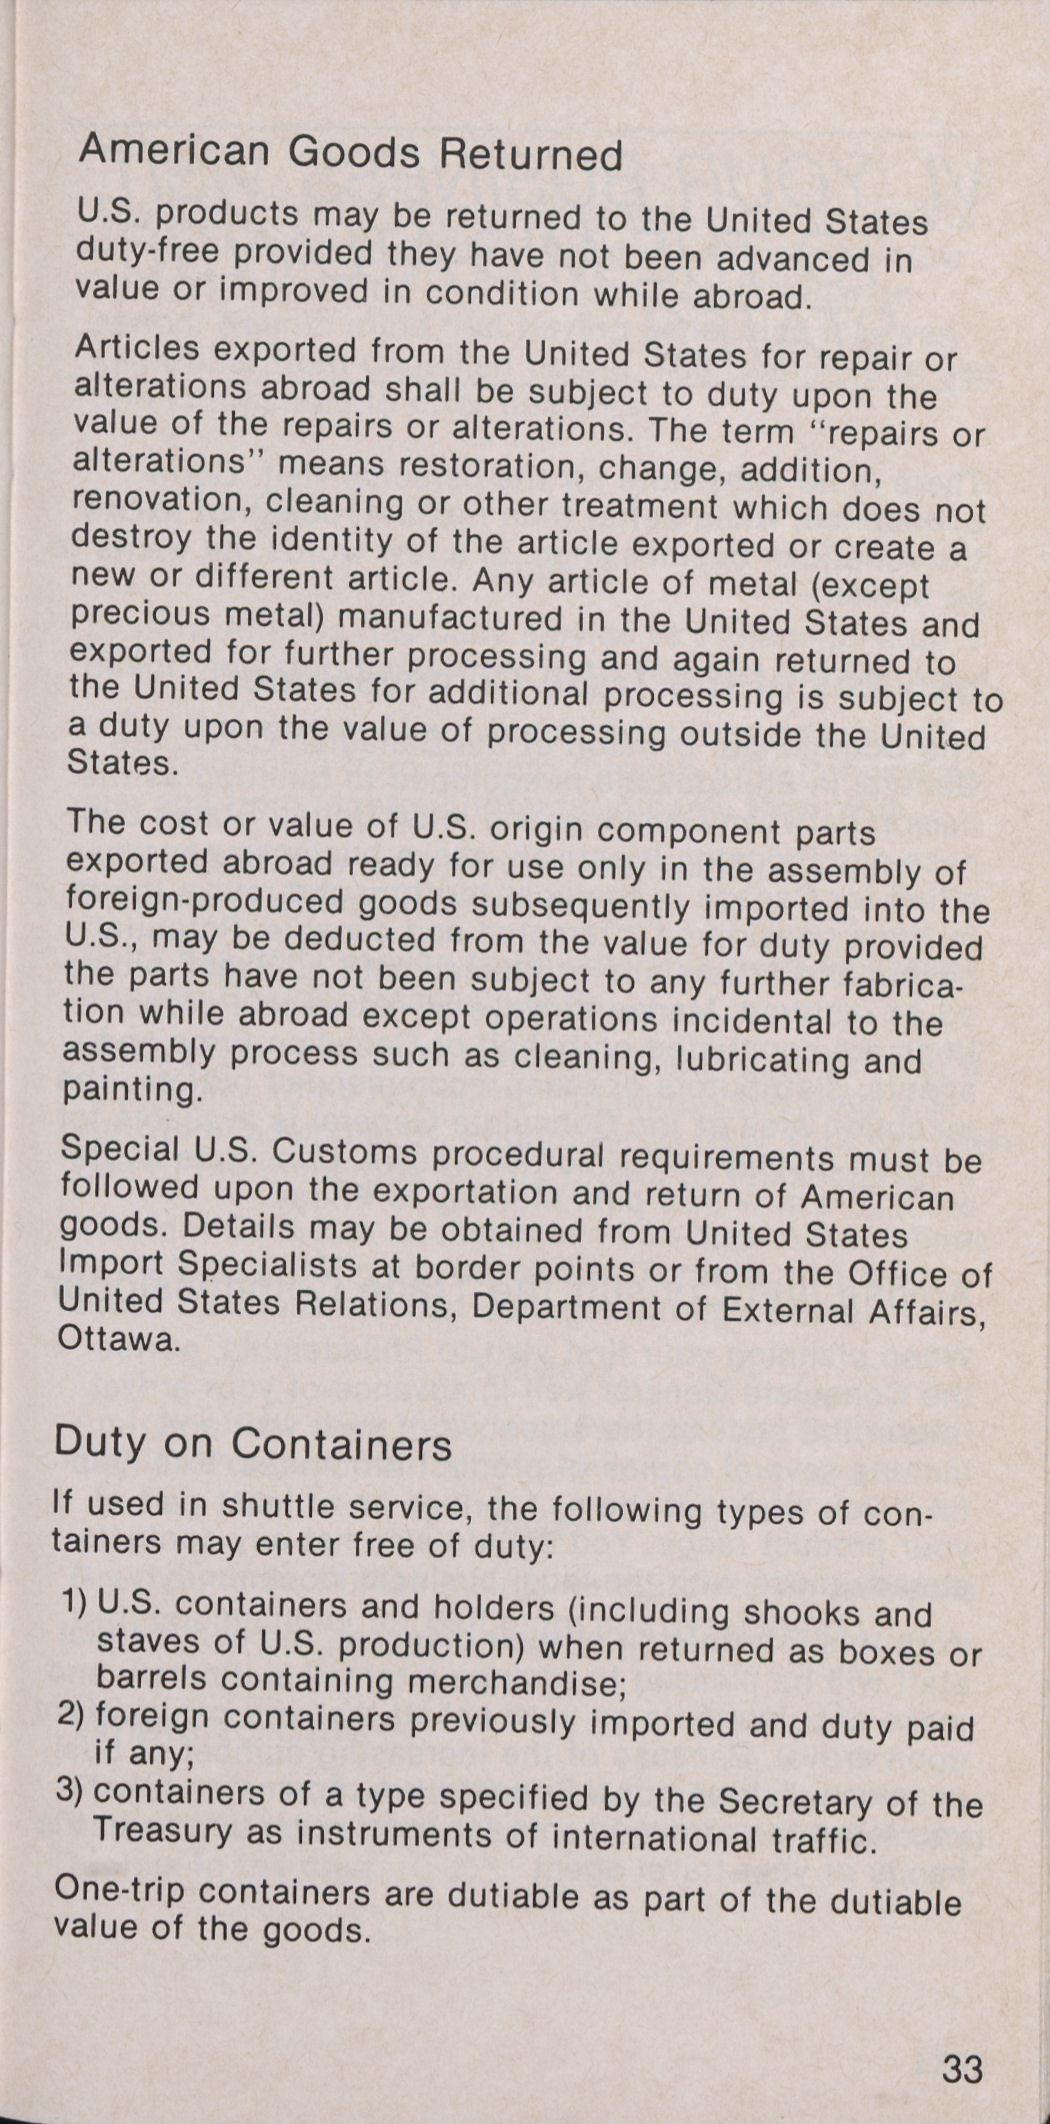 American Goods Returned
U.S. products may be returned to the United States
duty-free provided they have not been advanced in
value or improved in condition while abroad.
Articles exported from the United States for repair or
alterations abroad shall be subject to duty upon the
value of the repairs or alterations. The term "repairs or
alterations" means restoration, change, addition,
renovation, cleaning or other treatment which does not
destroy the identity of the article exported or create a
new or different article. Any article of metal (except
precious metal) manufactured in the United States and
exported for further processing and again returned to
the United States for additional processing is subject to
a duty upon the value of processing outside the United
States.
The cost or value of U.S. origin component parts
exported abroad ready for use only in the assembly of
foreign-produced goods subsequently imported into the
U.S., may be deducted from the value for duty provided
the parts have not been subject to any further fabrica-
tion while abroad except operations incidental to the
assembly process such as cleaning, lubricating and
painting.
Special U.S. Customs procedural requirements must be
followed upon the exportation and return of American
goods. Details may be obtained from United States
Import Specialists at border points or from the Office of
United States Relations, Department of External Affairs,
Ottawa.
Duty on Containers
If used in shuttle service, the following types of con-
tainers may enter free of duty:
1) U.S. containers and holders (including shooks and
staves of U.S. production) when returned as boxes or
barrels containing merchandise;
2) foreign containers previously imported and duty paid
if any;
3) containers of a type specified by the Secretary of the
Treasury as instruments of international traffic.
One-trip containers are dutiable as part of the dutiable
value of the goods.
33